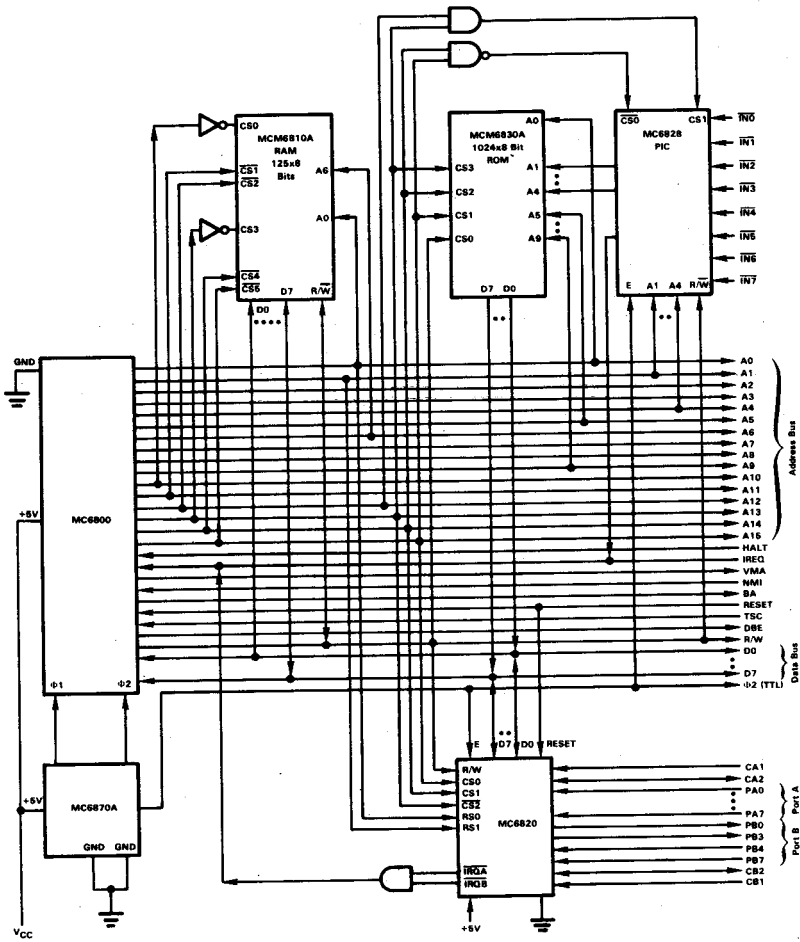 MCM6810A
RAM
125x8
Bits
CS0
CS1
CS2
CS3
CS4
CS5
A6
A0
D0
D7
R/W
MCM6830A
1024x8 Bit
ROM
CS3
CS2
CS1
CS0
A0
A1
A4
A5
A9
D7
D0
MC6828
PIC
CS0
CS1
E
A1
A4
R/W
IN0
IN1
IN2
IN3
IN4
IN5
IN6
IN7
GND
+5V
MC6800
Φ1
Φ2
A0
A1
A2
A3
A4
A5
A6
A7
A8
A9
A10
A11
A12
A13
A14
A15
Address Bus
HALT
IREQ
VMA
NMI
BA
RESET
TSC
DBE
R/W
D0
D7
Data Bus
Φ2 (TTL)
+5V
MC6870A
GND
GND
VCC
E
D7
D0
RESET
R/W
CS0
CS1
CS2
RS0
RS1
MC6820
IRQA
IRQB
+5V
CA1
CA2
PA0
PA7
Port A
PB0
PB3
PB4
PB7
Port B
CB2
CB1